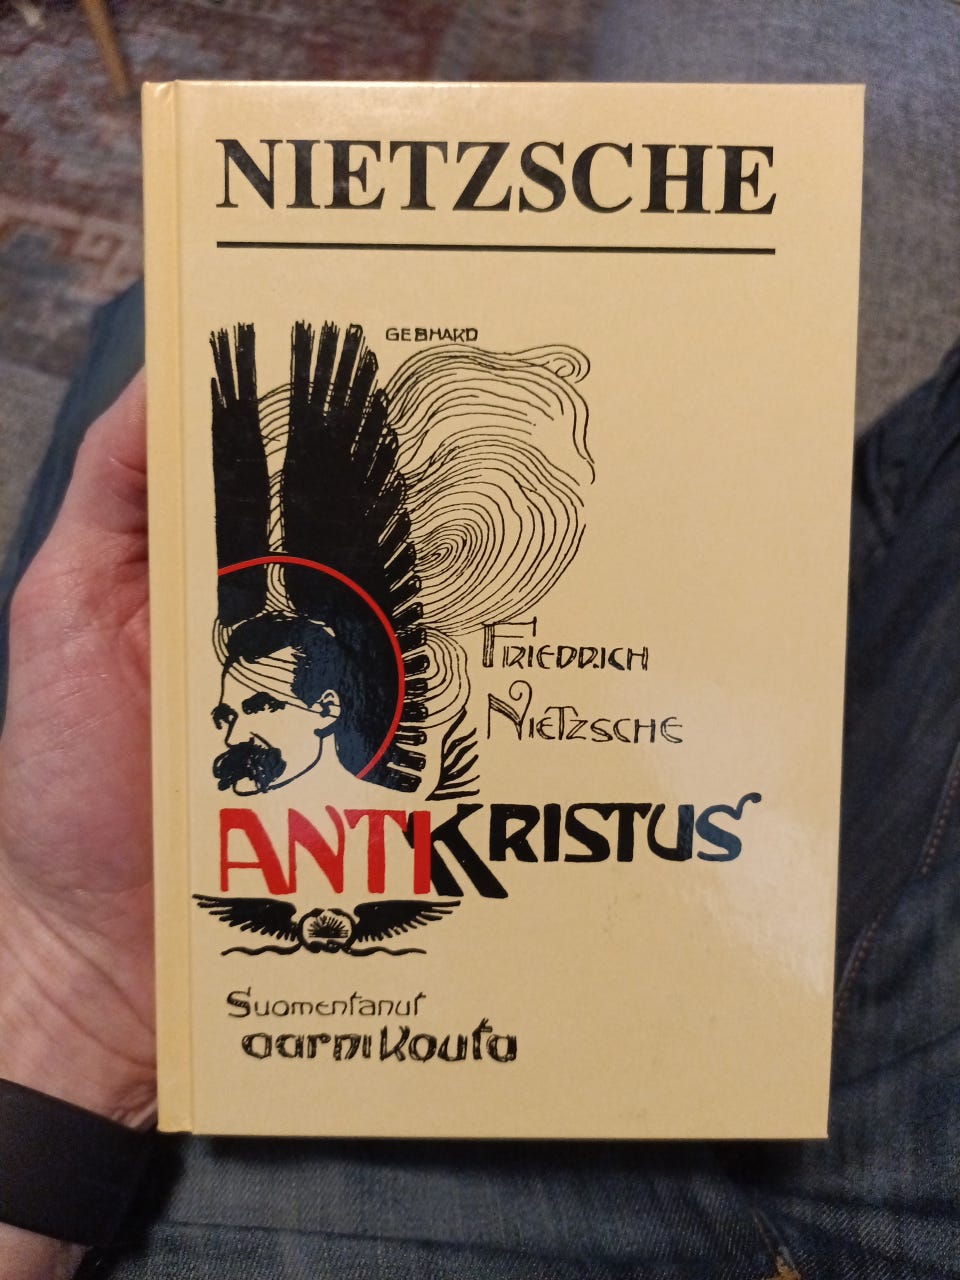 NIETZSCHE
GEBHARD
FRIEDRICH
NIETZSCHE
ANTIKRISTUS
Suomentanut
aarni kouta